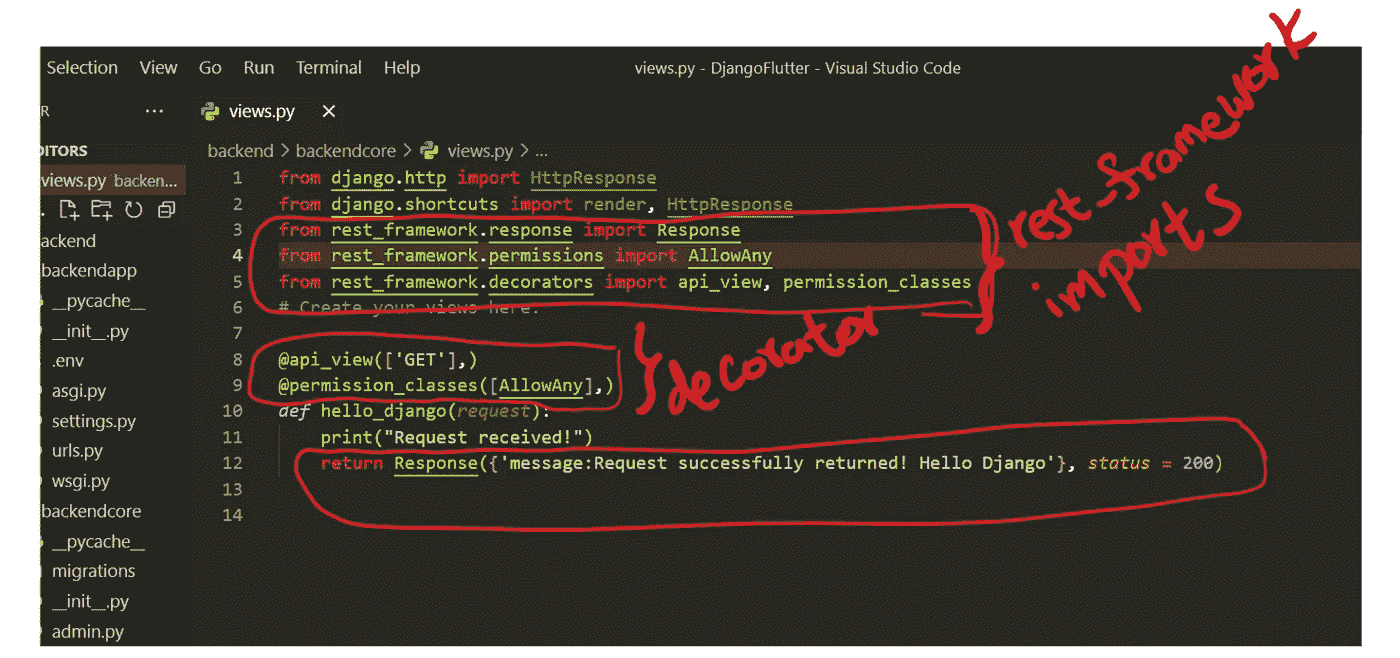 Selection View Go Run Terminal Help views.py - DjangoFlutter - Visual Studio Code
R ... views.py ×
DITORS
backend > backendcore > views.py > ...
views.py backen...
ackend
backendapp
__pycache__
__init__.py
.env
asgi.py
settings.py
urls.py
wsgi.py
backendcore
__pycache__
migrations
__init__.py
admin.py
1 from django.http import HttpResponse
2 from django.shortcuts import render, HttpResponse
3 from rest_framework.response import Response
4 from rest_framework.permissions import AllowAny
5 from rest_framework.decorators import api_view, permission_classes
6 # Create your views here.
7
8 @api_view(['GET'],)
9 @permission_classes([AllowAny],)
10 def hello_django(request):
11 print("Request received!")
12 return Response({'message:Request successfully returned! Hello Django'}, status = 200)
13
14
rest_framework
imports
decorator